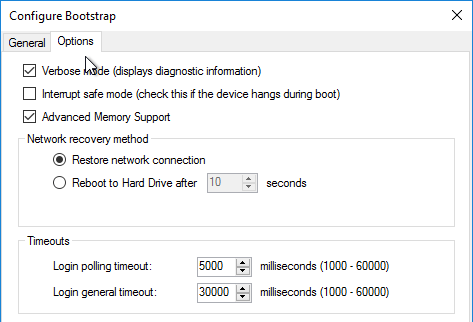 Configure Bootstrap
General Options
Verbose mode (displays diagnostic information)
Interrupt safe mode (check this if the device hangs during boot)
Advanced Memory Support
Network recovery method
Restore network connection
Reboot to Hard Drive after 10 seconds
Timeouts
Login polling timeout: 5000 milliseconds (1000 - 60000)
Login general timeout: 30000 milliseconds (1000 - 60000)